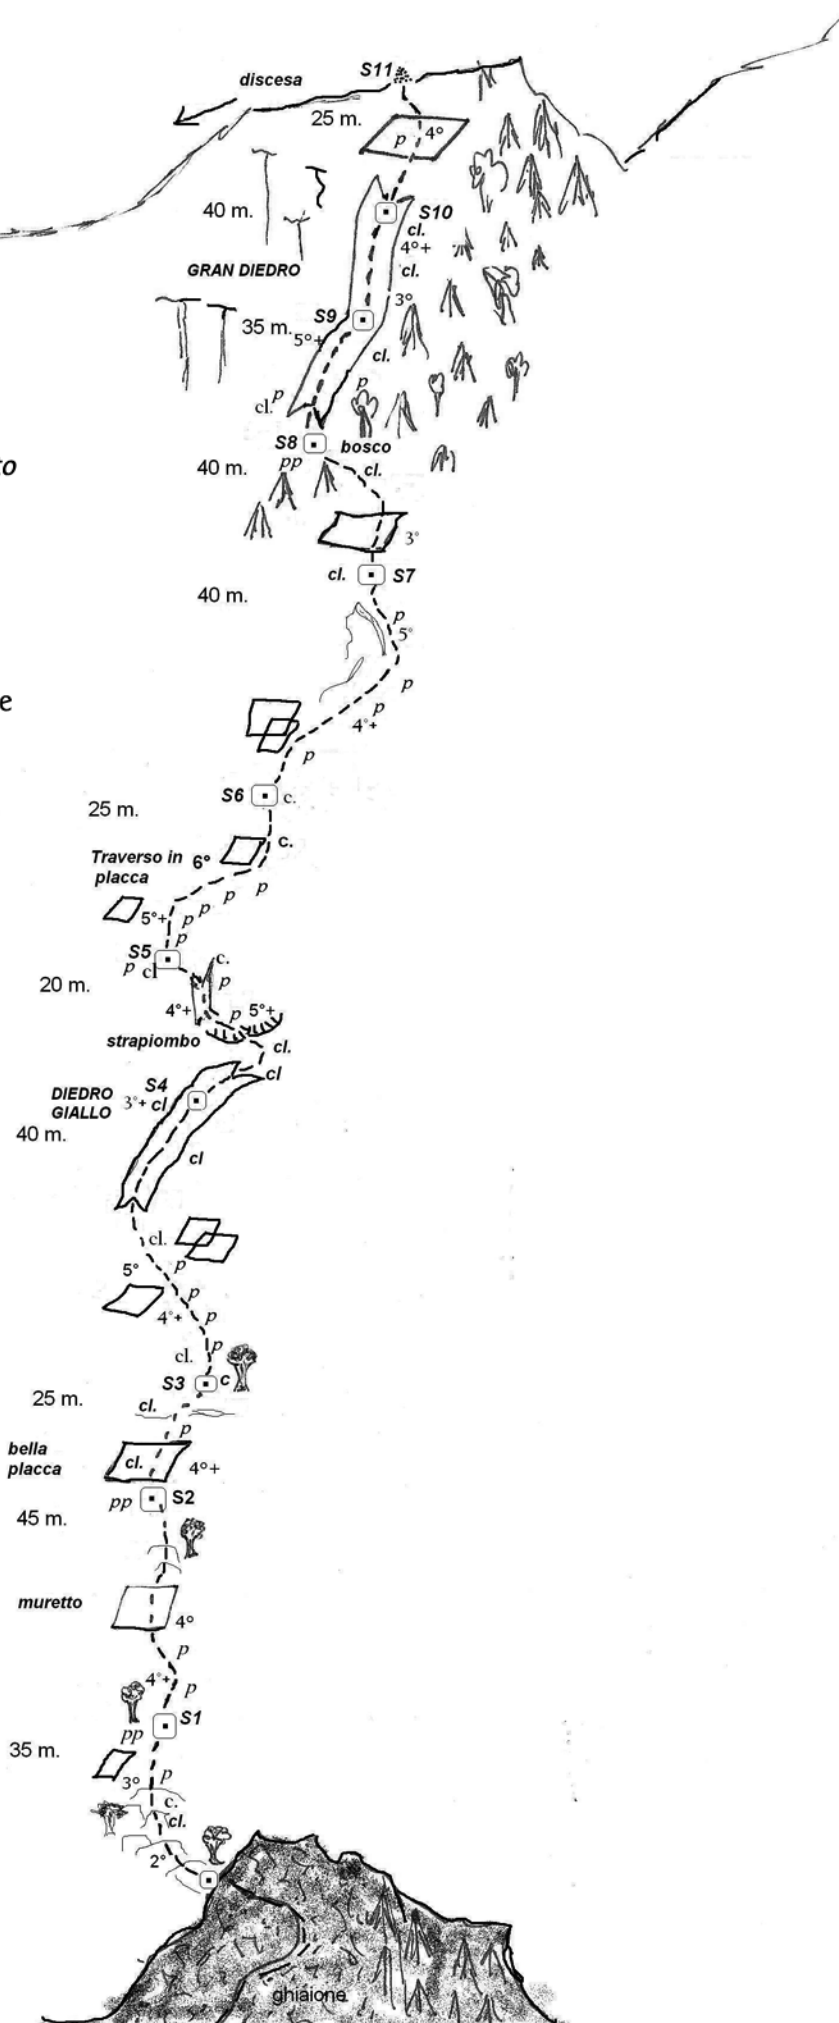 S11
discesa
25 m.
p 4°
40 m.
S10
cl.
4°+
cl.
GRAN DIEDRO
3°
S9
35 m.
5°+
cl.
p
cl. p
S8
bosco
to
40 m.
pp
cl.
3°
cl. S7
40 m.
p
5°
p
e
p
4°+
p
S6 c.
25 m.
c.
Traverso in 6°
placca
p
p
p
5°+ p
p
S5
p cl
c.
p
20 m.
4°+ p 5°+
strapiombo
cl.
cl
S4
DIEDRO 3°+ cl
GIALLO
40 m.
cl
cl.
5° p
p
4°+ p
p
cl.
S3 c
25 m.
cl.
p
bella
placca
cl. 4°+
pp S2
45 m.
muretto
4°
p
4°+
p
S1
pp
35 m.
3° p
c.
cl.
2°
ghiaione